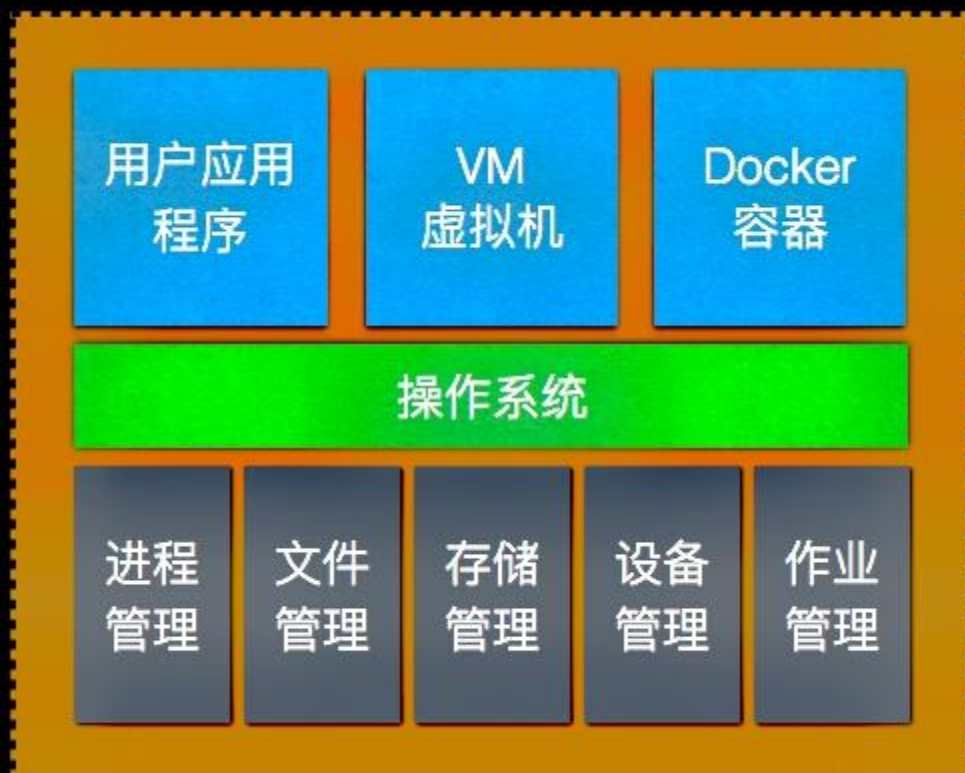 用户应用
程序
VM
虚拟机
Docker
容器
操作系统
进程
管理
文件
管理
存储
管理
设备
管理
作业
管理